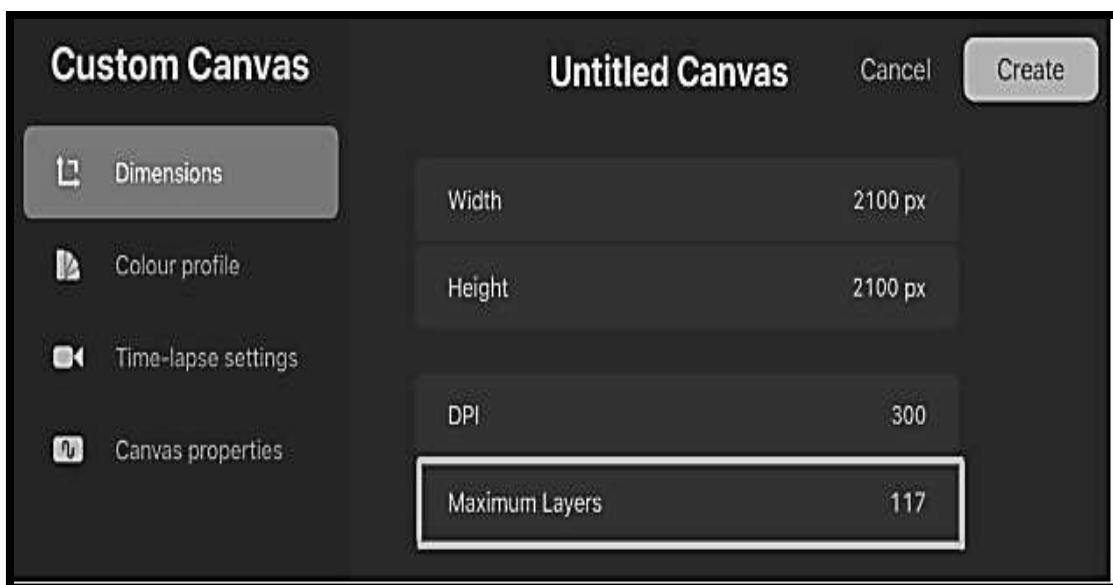 Custom Canvas
Untitled Canvas Cancel Create
Dimensions
Colour profile
Time-lapse settings
Canvas properties
Width 2100 px
Height 2100 px
DPI 300
Maximum Layers 117